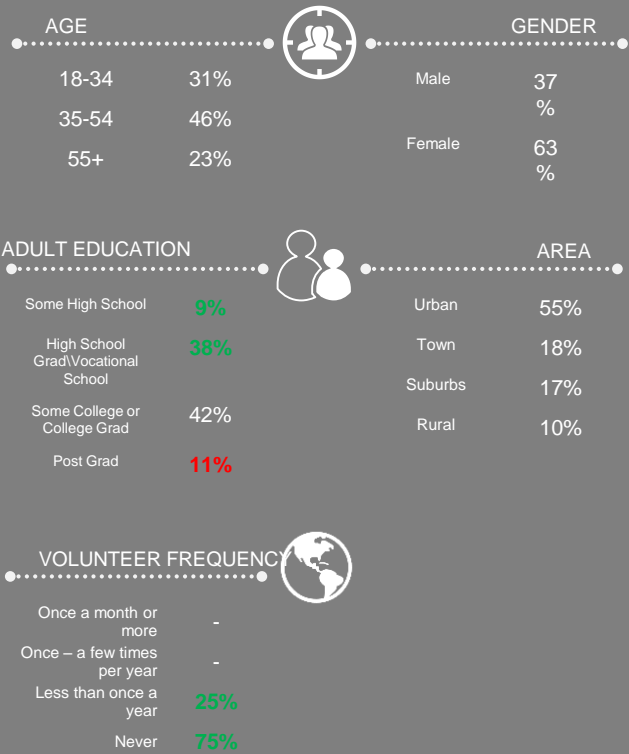 AGE
18-34 31%
35-54 46%
55+ 23%
GENDER
Male 37
%
Female 63
%
ADULT EDUCATION
Some High School 9%
High School 38%
Grad\Vocational
School
Some College or 42%
College Grad
Post Grad 11%
AREA
Urban 55%
Town 18%
Suburbs 17%
Rural 10%
VOLUNTEER FREQUENCY
Once a month or
more -
Once – a few times
per year -
Less than once a
year 25%
Never 75%